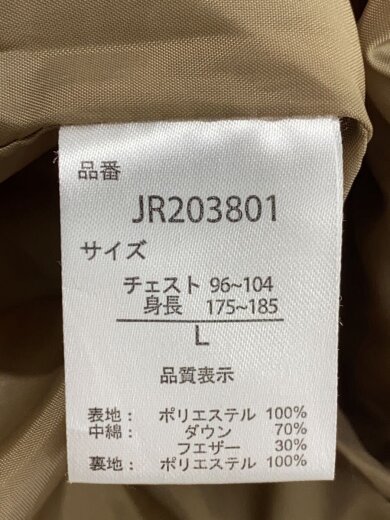 品番
JR203801
サイズ
チェスト 96~104
身長 175~185
L
品質表示
表地： ポリエステル 100%
中綿： ダウン 70%
フェザー 30%
裏地： ポリエステル 100%